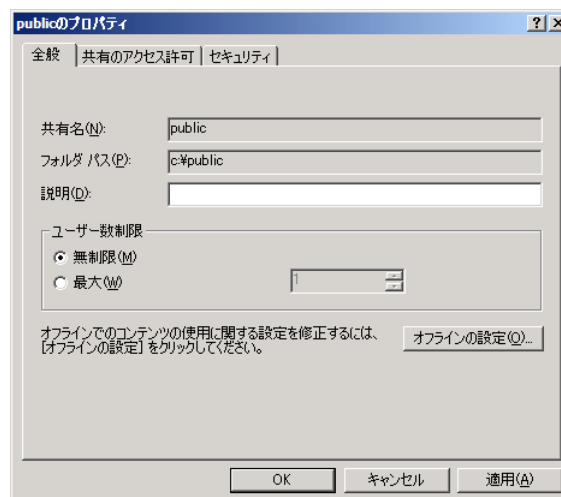 publicのプロパティ
全般 共有のアクセス許可 セキュリティ
共有名(N): public
フォルダ パス(P): c:¥public
説明(D):
ユーザー数制限
無制限(M)
最大(W) 1
オフラインでのコンテンツの使用に関する設定を修正するには、
[オフラインの設定] をクリックしてください。
オフラインの設定(O)...
OK キャンセル 適用(A)